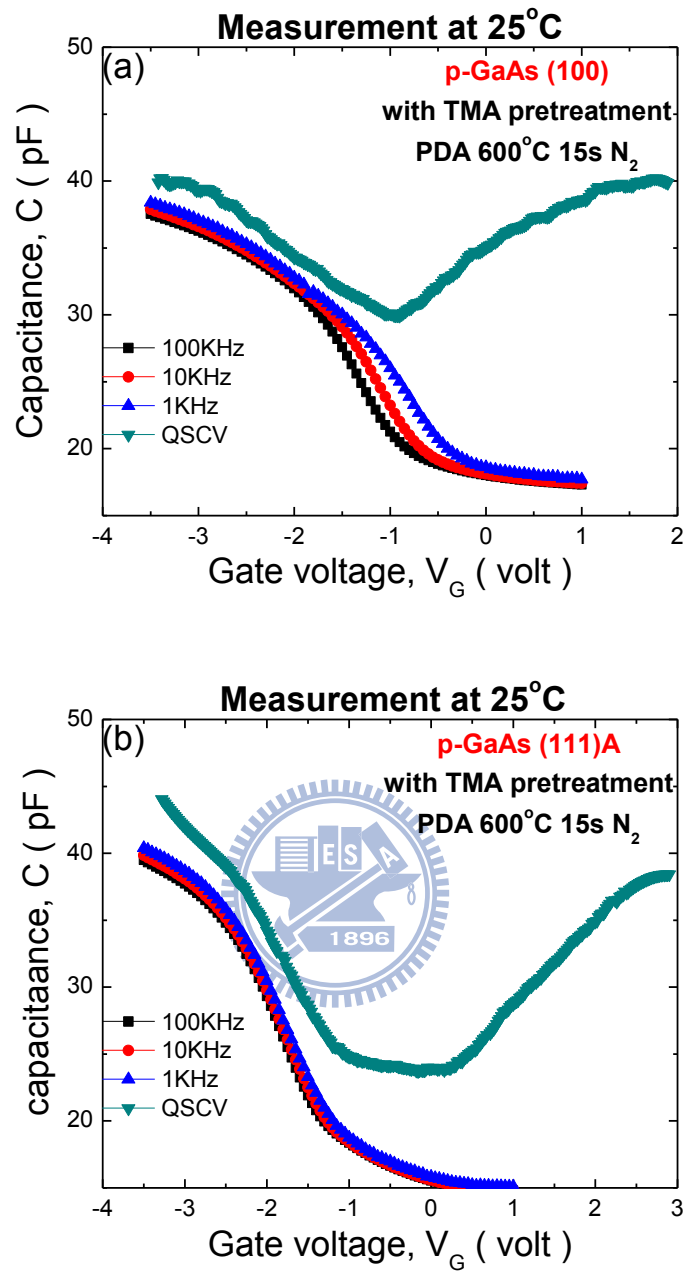 Measurement at 25°C
(a)
p-GaAs (100)
with TMA pretreatment
PDA 600°C 15s N₂
Capacitance, C ( pF )
50
40
30
20
100KHz
10KHz
1KHz
QSCV
-4 -3 -2 -1 0 1 2
Gate voltage, V_G ( volt )
Measurement at 25°C
(b)
p-GaAs (111)A
with TMA pretreatment
PDA 600°C 15s N₂
capacitaance, C ( pF )
50
40
30
20
E S A
1896
100KHz
10KHz
1KHz
QSCV
-4 -3 -2 -1 0 1 2 3
Gate voltage, V_G ( volt )